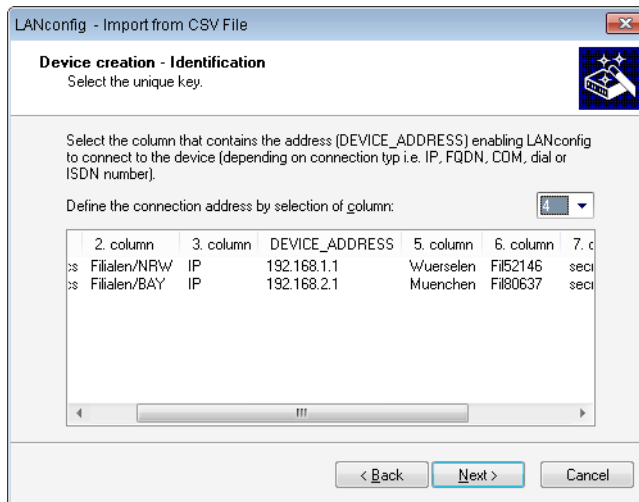 LANconfig - Import from CSV File
Device creation - Identification
Select the unique key.
Select the column that contains the address (DEVICE_ADDRESS) enabling LANconfig
to connect to the device (depending on connection typ i.e. IP, FQDN, COM, dial or
ISDN number).
Define the connection address by selection of column: 4
2. column 3. column DEVICE_ADDRESS 5. column 6. column 7. c
:s Filialen/NRW IP 192.168.1.1 Wuerselen Fil52146 seci
:s Filialen/BAY IP 192.168.2.1 Muenchen Fil80637 seci
< Back Next > Cancel